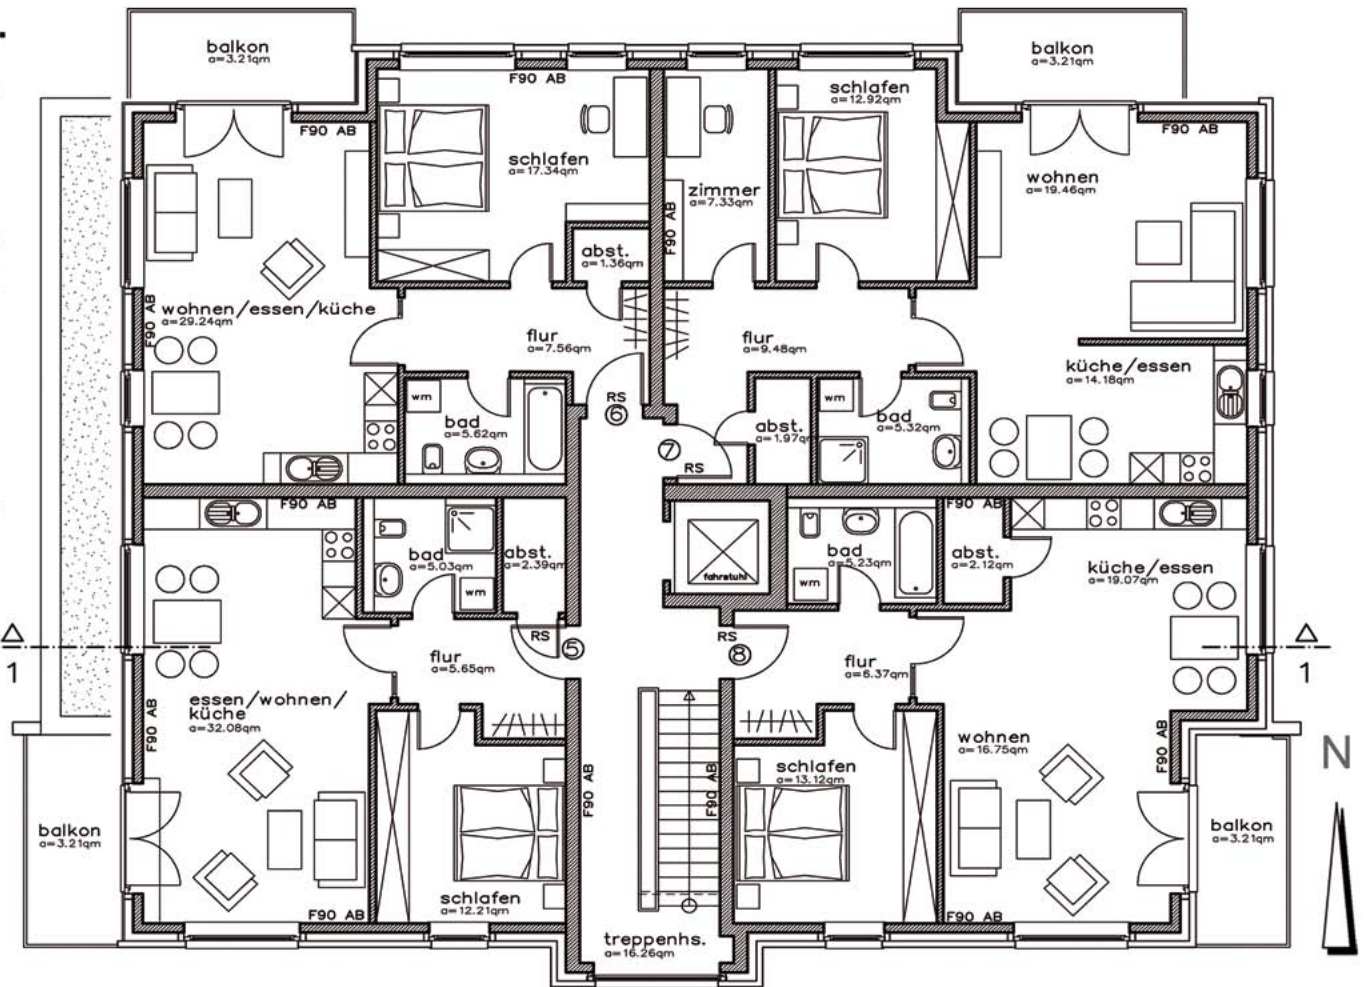 balkon
a=3.21qm
F90 AB
schlafen
a=17.34qm
F90 AB
abst.
a=1.36qm
wohnen/essen/küche
a=29.24qm
F90 AB
flur
a=7.56qm
wm
bad
a=5.62qm
RS
6
zimmer
a=7.33qm
F90 AB
schlafen
a=12.92qm
balkon
a=3.21qm
F90 AB
wohnen
a=19.46qm
flur
a=9.48qm
küche/essen
a=14.18qm
wm
bad
a=5.32qm
abst.
a=1.97qm
7
RS
F90 AB
bad
a=5.03qm
wm
abst.
a=2.39qm
RS
5
flur
a=5.65qm
essen/wohnen/
küche
a=32.08qm
F90 AB
balkon
a=3.21qm
schlafen
a=12.21qm
F90 AB
fahrstuhl
F90 AB
F90 AB
treppenhs.
a=16.26qm
bad
a=5.23qm
wm
F90 AB
abst.
a=2.12qm
küche/essen
a=19.07qm
RS
8
flur
a=6.37qm
wohnen
a=16.75qm
F90 AB
schlafen
a=13.12qm
balkon
a=3.21qm
F90 AB
1
1
N